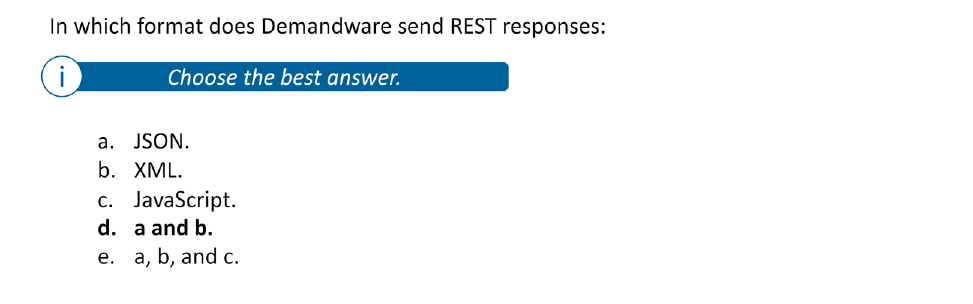 In which format does Demandware send REST responses:
i Choose the best answer.
a. JSON.
b. XML.
c. JavaScript.
d. a and b.
e. a, b, and c.